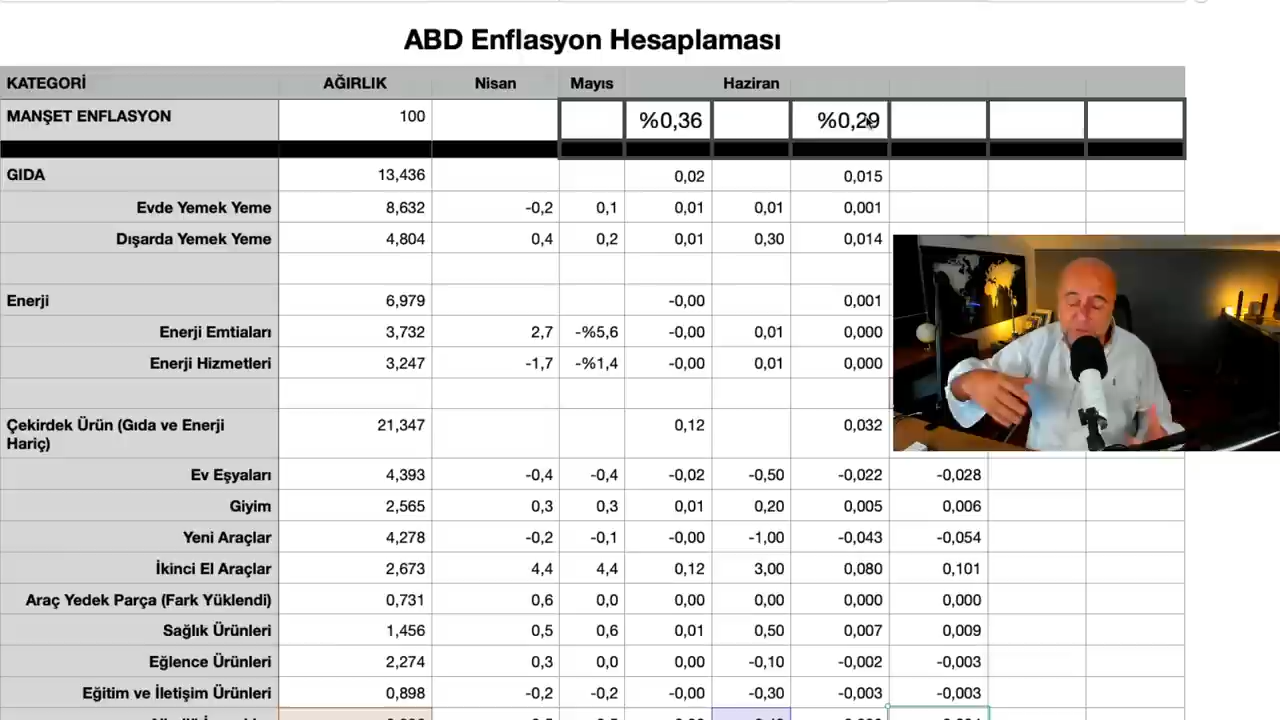 ABD Enflasyon Hesaplaması
KATEGORİ AĞIRLIK Nisan Mayıs Haziran
MANŞET ENFLASYON 100 %0,36 %0,29
GIDA 13,436 0,02 0,015
Evde Yemek Yeme 8,632 -0,2 0,1 0,01 0,01 0,001
Dışarda Yemek Yeme 4,804 0,4 0,2 0,01 0,30 0,014
Enerji 6,979 -0,00 0,001
Enerji Emtiaları 3,732 2,7 -%5,6 -0,00 0,01 0,000
Enerji Hizmetleri 3,247 -1,7 -%1,4 -0,00 0,01 0,000
Çekirdek Ürün (Gıda ve Enerji 21,347 0,12 0,032
Hariç)
Ev Eşyaları 4,393 -0,4 -0,4 -0,02 -0,50 -0,022 -0,028
Giyim 2,565 0,3 0,3 0,01 0,20 0,005 0,006
Yeni Araçlar 4,278 -0,2 -0,1 -0,00 -1,00 -0,043 -0,054
İkinci El Araçlar 2,673 4,4 4,4 0,12 3,00 0,080 0,101
Araç Yedek Parça (Fark Yüklendi) 0,731 0,6 0,0 0,00 0,00 0,000 0,000
Sağlık Ürünleri 1,456 0,5 0,6 0,01 0,50 0,007 0,009
Eğlence Ürünleri 2,274 0,3 0,0 0,00 -0,10 -0,002 -0,003
Eğitim ve İletişim Ürünleri 0,898 -0,2 -0,2 -0,00 -0,30 -0,003 -0,003